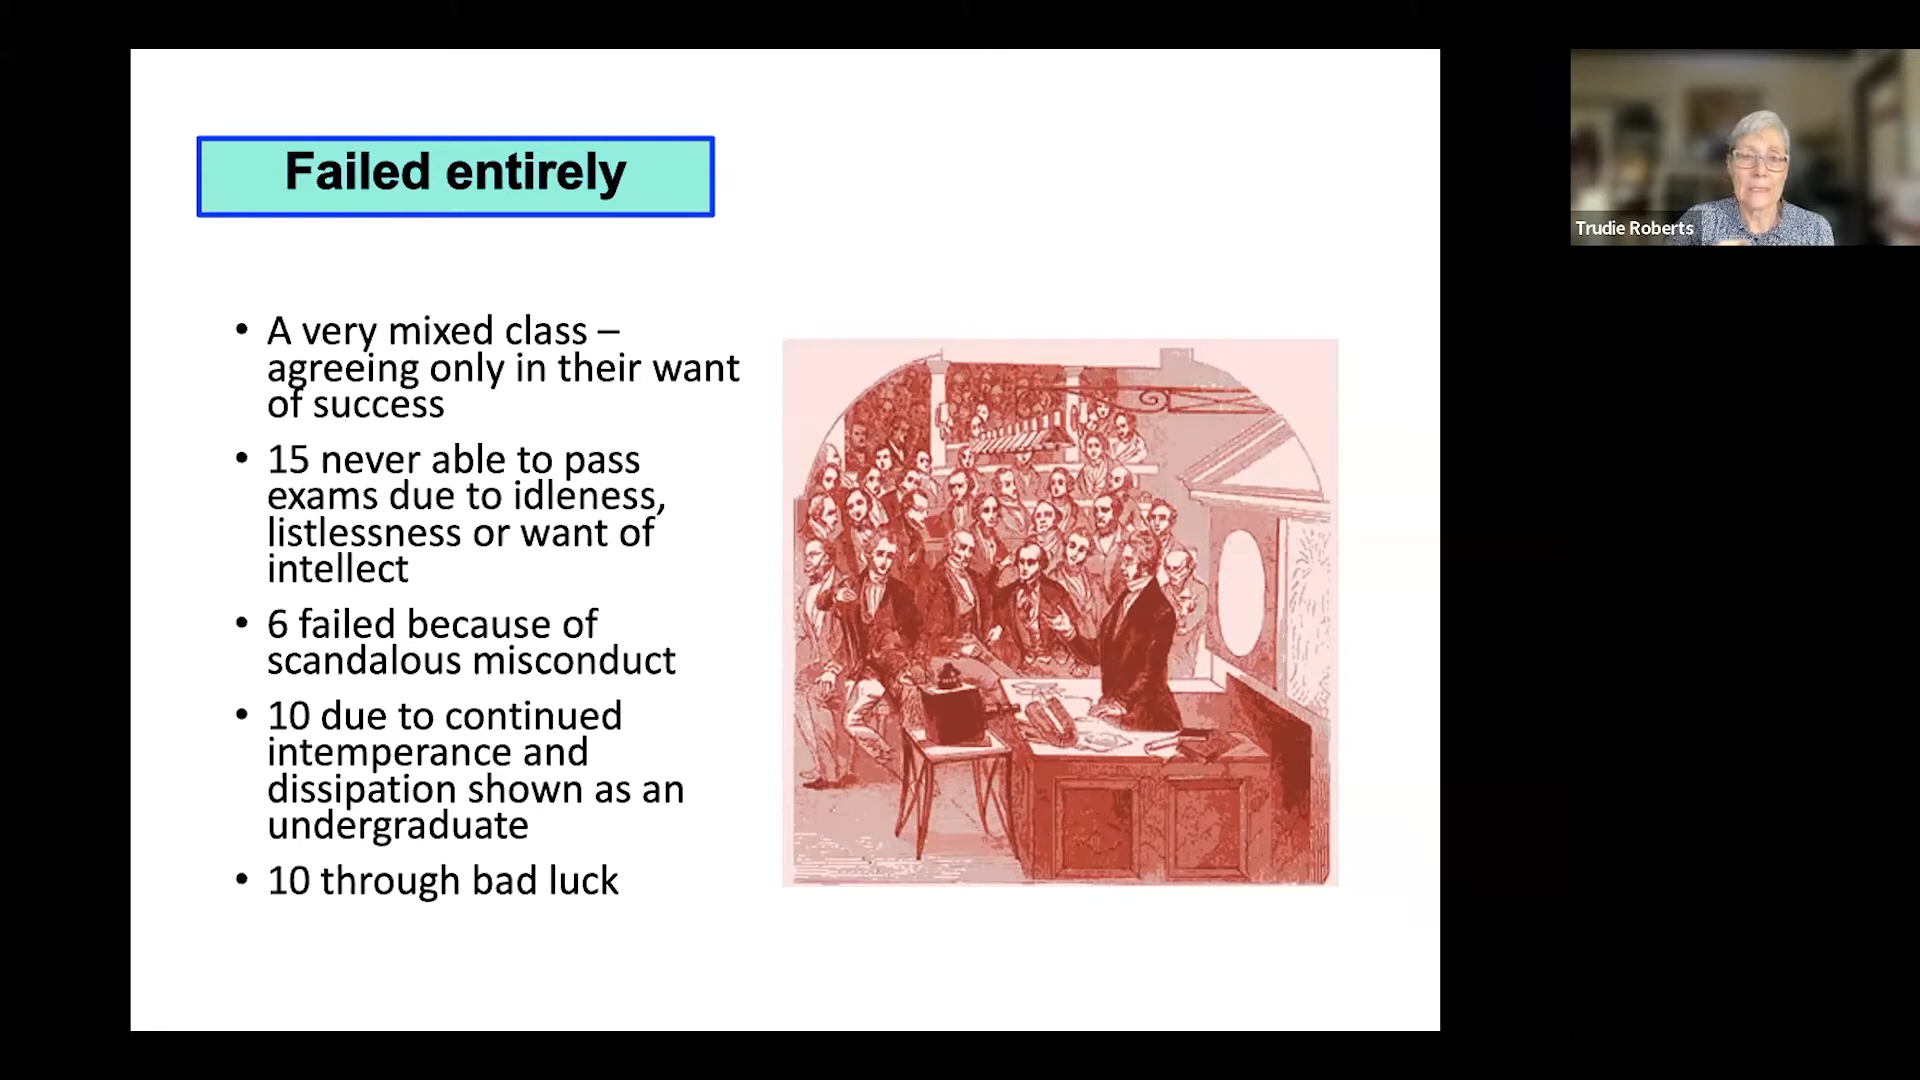 Failed entirely
• A very mixed class –
agreeing only in their want
of success
• 15 never able to pass
exams due to idleness,
listlessness or want of
intellect
• 6 failed because of
scandalous misconduct
• 10 due to continued
intemperance and
dissipation shown as an
undergraduate
• 10 through bad luck
Trudie Roberts